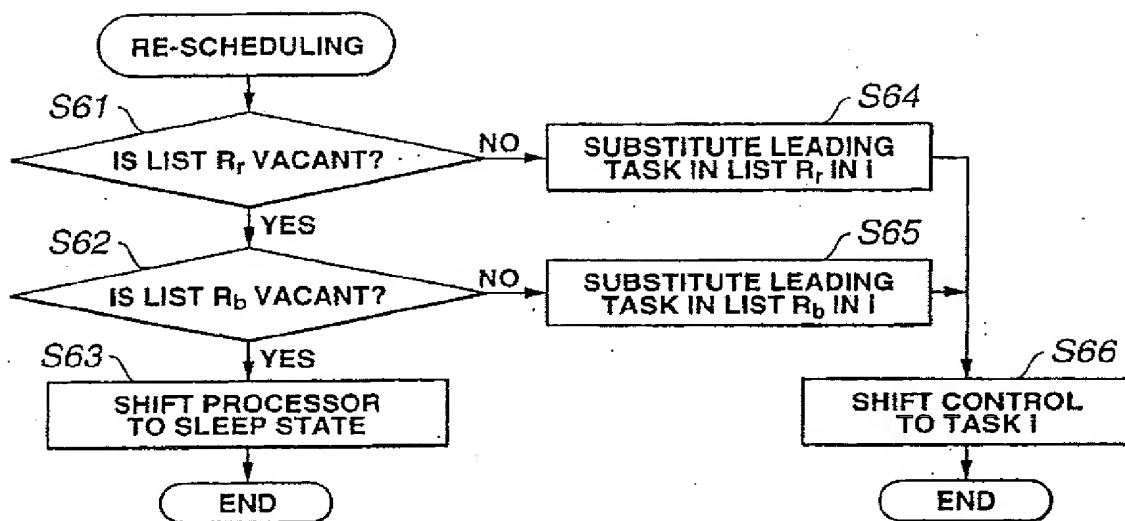 RE-SCHEDULING
S61
IS LIST Rr VACANT?
NO
S64
SUBSTITUTE LEADING
TASK IN LIST Rr IN i
YES
S62
IS LIST Rb VACANT?
NO
S65
SUBSTITUTE LEADING
TASK IN LIST Rb IN i
YES
S63
SHIFT PROCESSOR
TO SLEEP STATE
S66
SHIFT CONTROL
TO TASK i
END
END